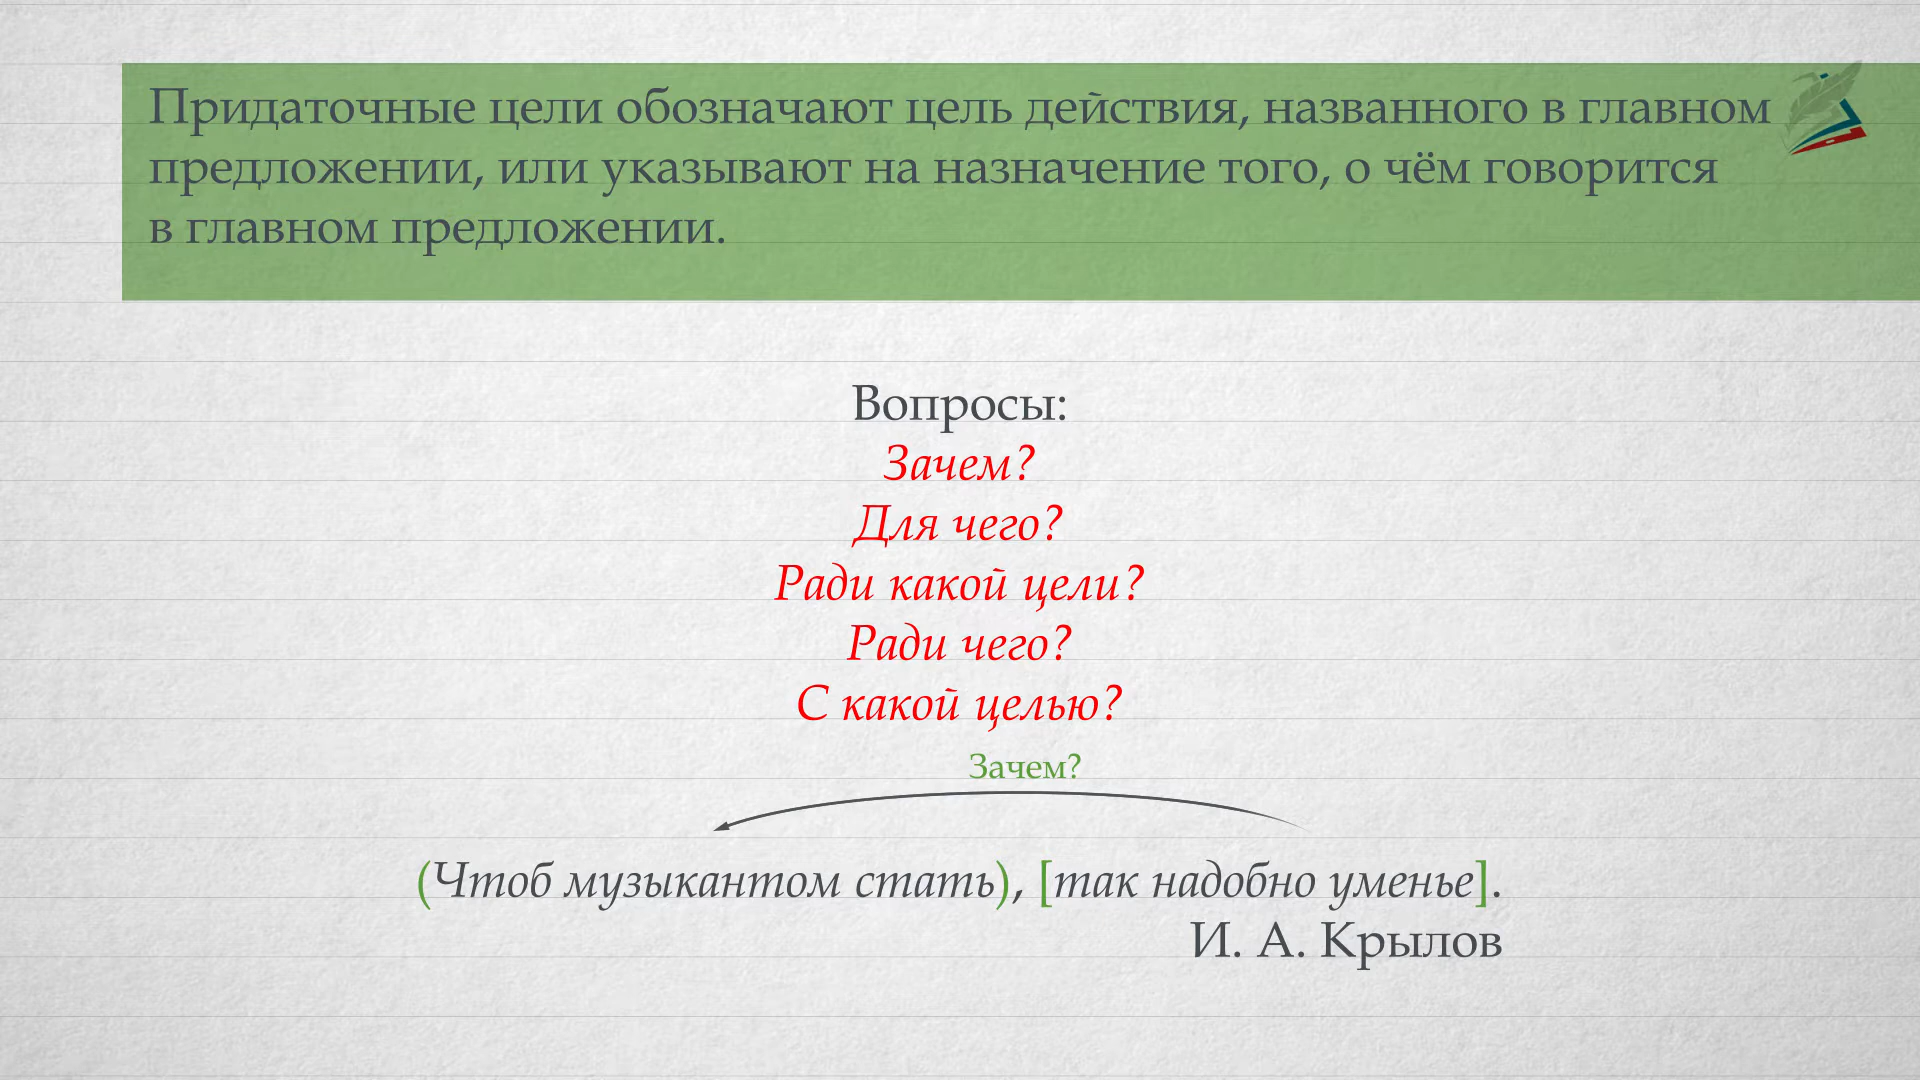 Придаточные цели обозначают цель действия, названного в главном
предложении, или указывают на назначение того, о чём говорится
в главном предложении.
Вопросы:
Зачем?
Для чего?
Ради какой цели?
Ради чего?
С какой целью?
Зачем?
(Чтоб музыкантом стать), [так надобно уменье].
И. А. Крылов